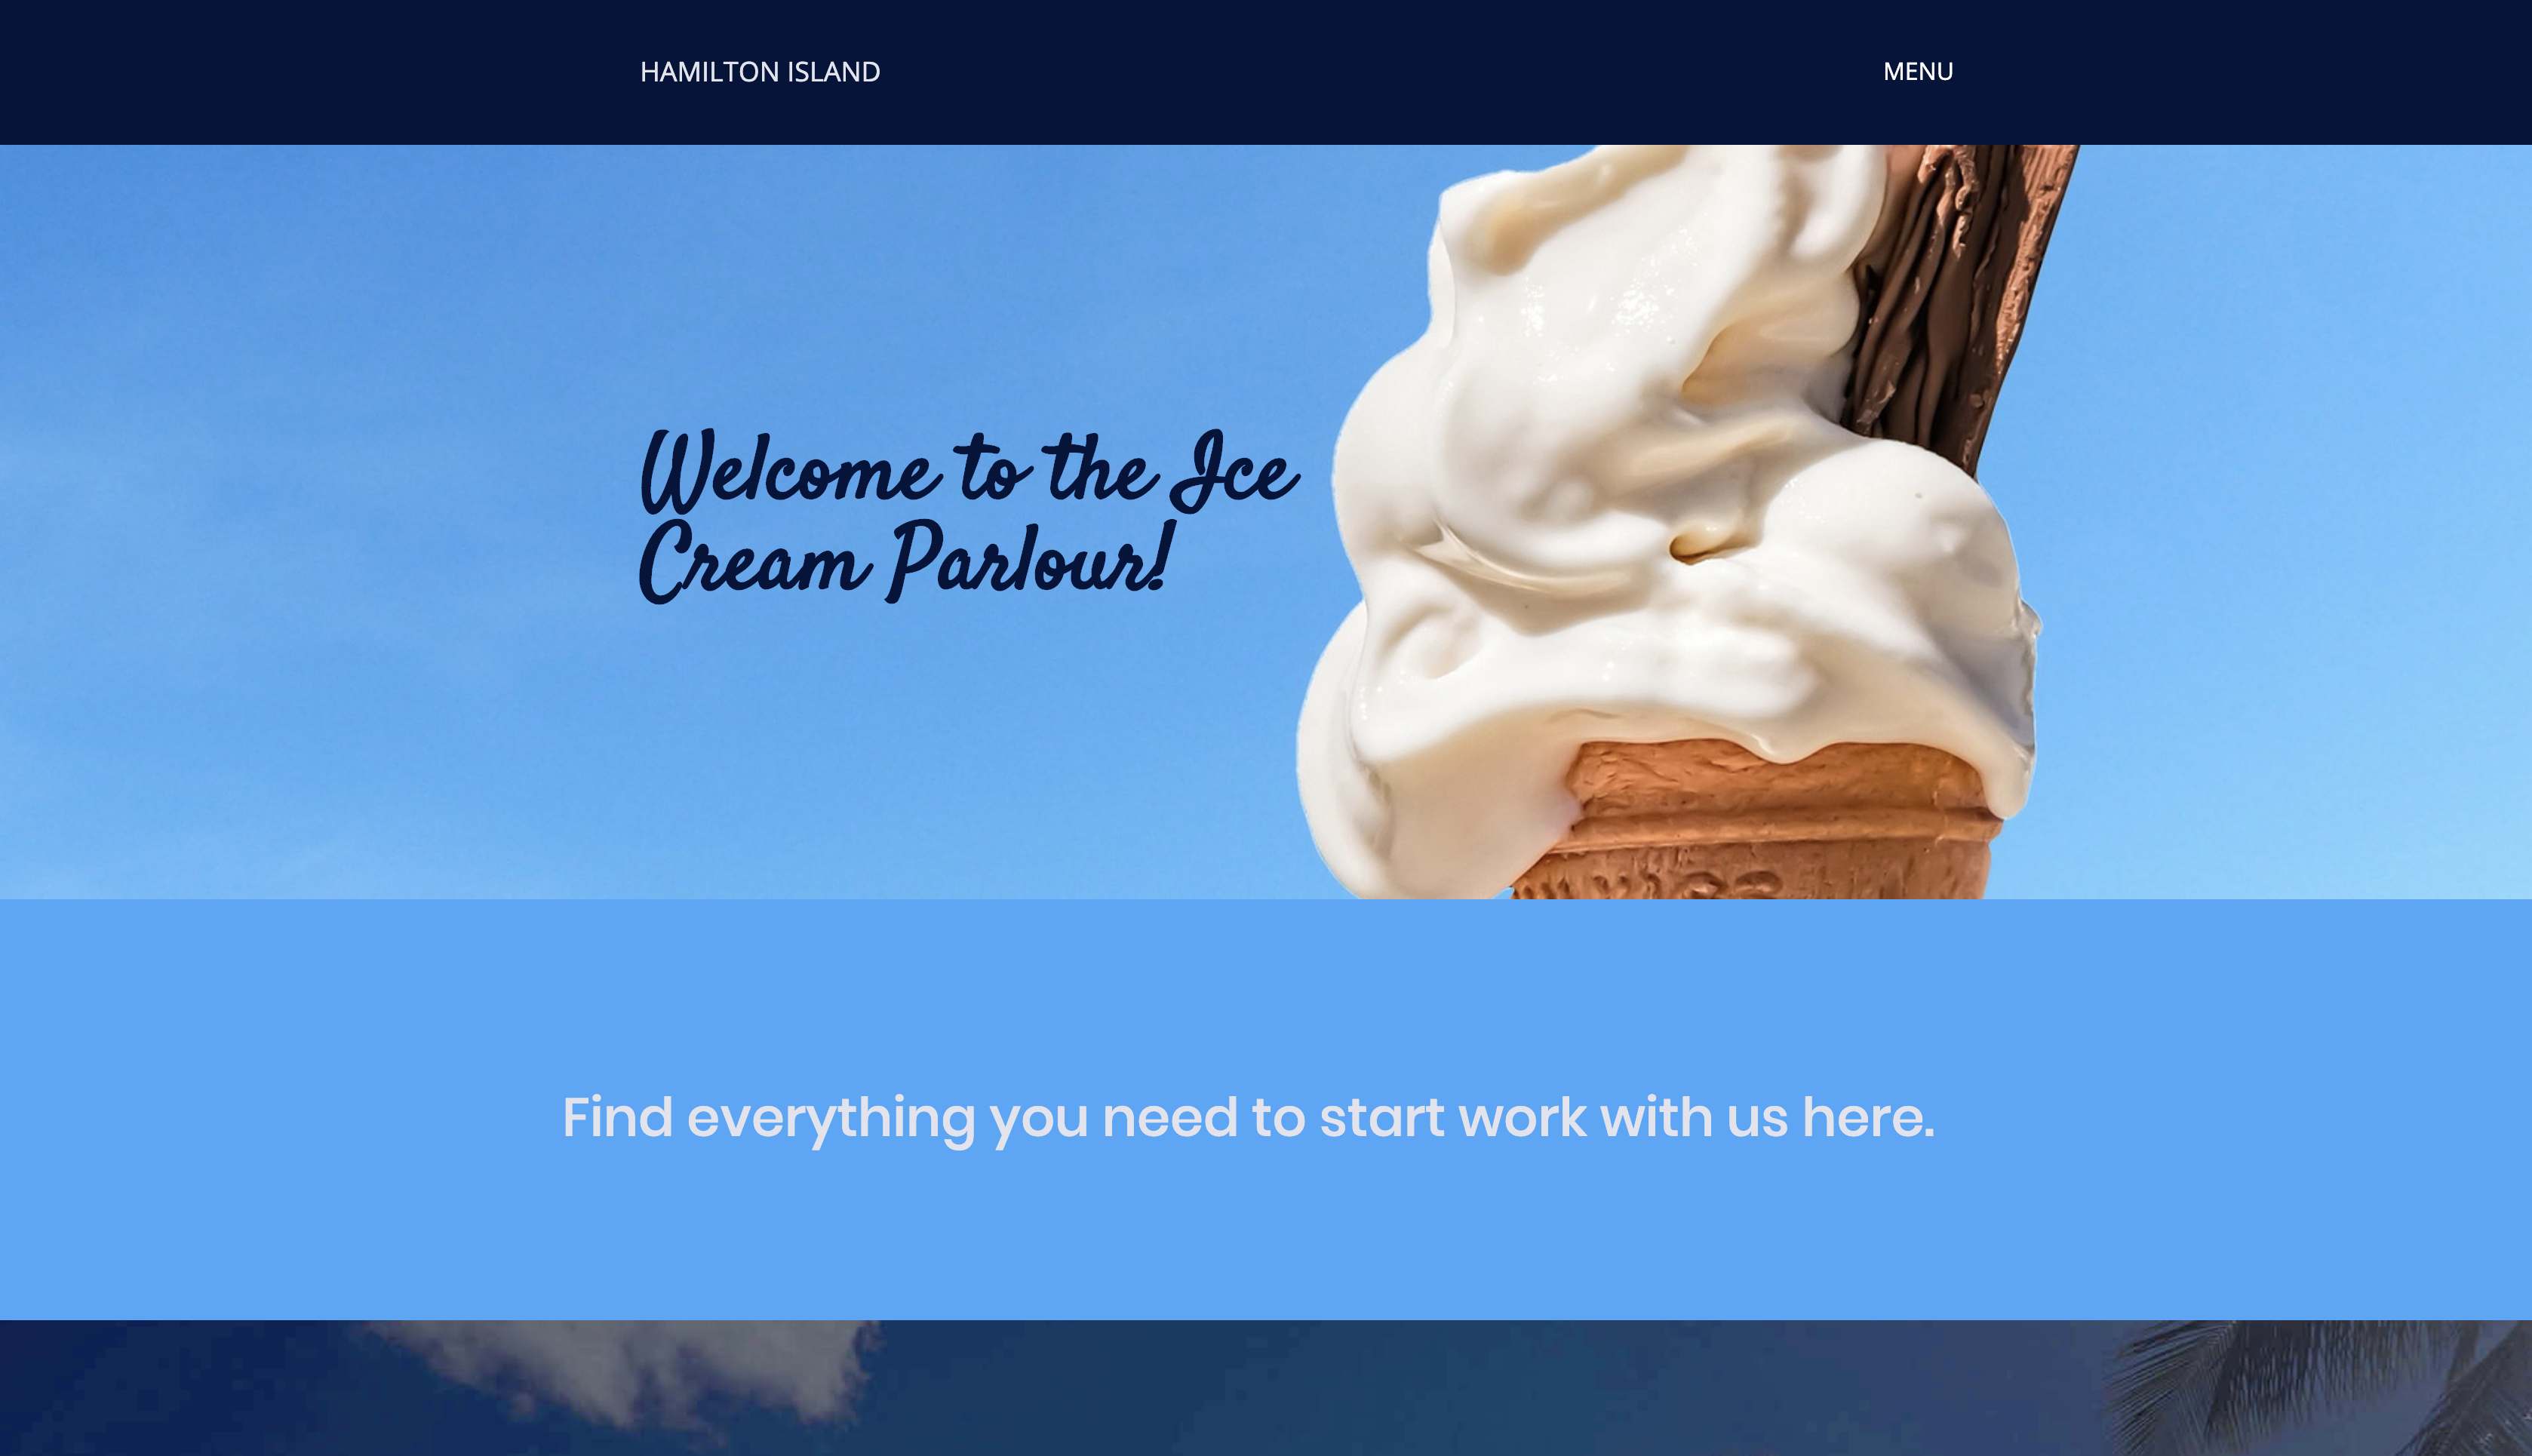 HAMILTON ISLAND
MENU
Welcome to the Ice
Cream Parlour!
Find everything you need to start work with us here.